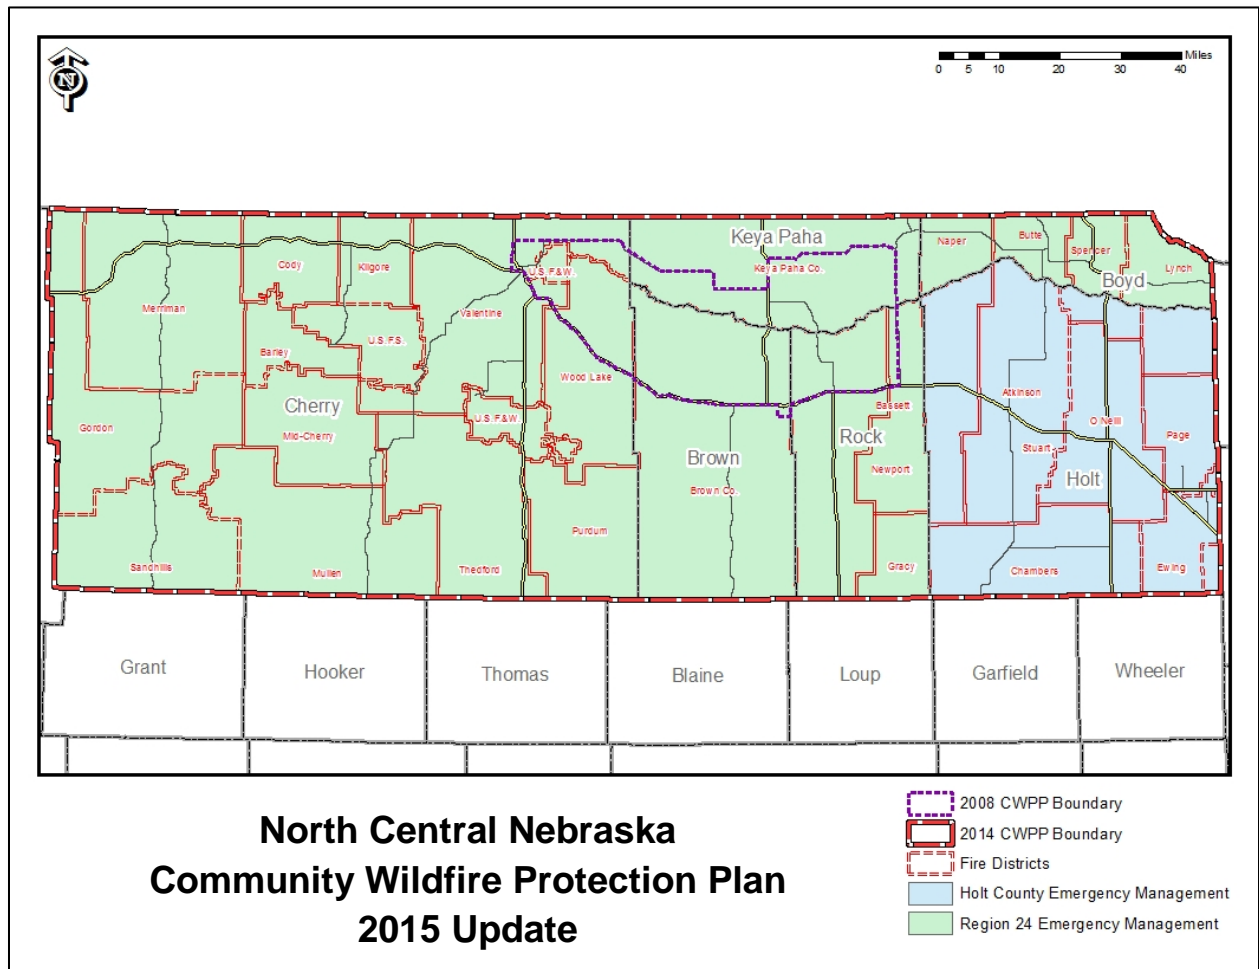 N
Miles
0 5 10 20 30 40
Keya Paha
Naper
Butte
Spencer
Lynch
Boyd
Cody
Kilgore
U.S.F&W.
Keya Paha Co.
Merriman
Valentine
U.S.F.S.
Barley
Wood Lake
Cherry
Mid-Cherry
Gordon
U.S.F&W
Bassett
Atkinson
O Neill
Page
Rock
Stuart
Brown
Newport
Holt
Brown Co.
Purdum
Sandhills
Mullen
Thedford
Gracy
Chambers
Ewing
Grant
Hooker
Thomas
Blaine
Loup
Garfield
Wheeler
North Central Nebraska
Community Wildfire Protection Plan
2015 Update
2008 CWPP Boundary
2014 CWPP Boundary
Fire Districts
Holt County Emergency Management
Region 24 Emergency Management